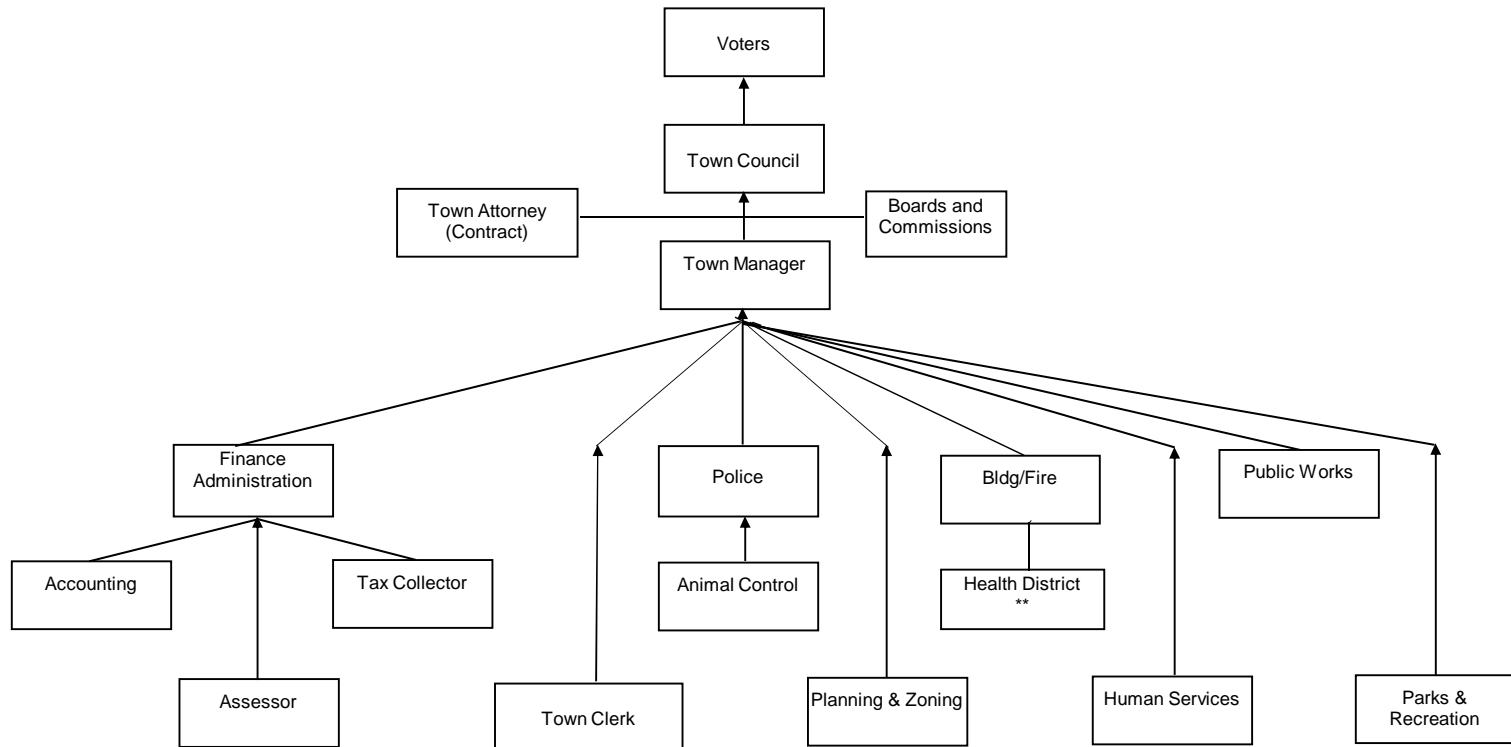 Voters
Town Council
Town Attorney
(Contract)
Boards and
Commissions
Town Manager
Finance
Administration
Police
Bldg/Fire
Public Works
Accounting
Tax Collector
Animal Control
Health District
**
Assessor
Town Clerk
Planning & Zoning
Human Services
Parks &
Recreation